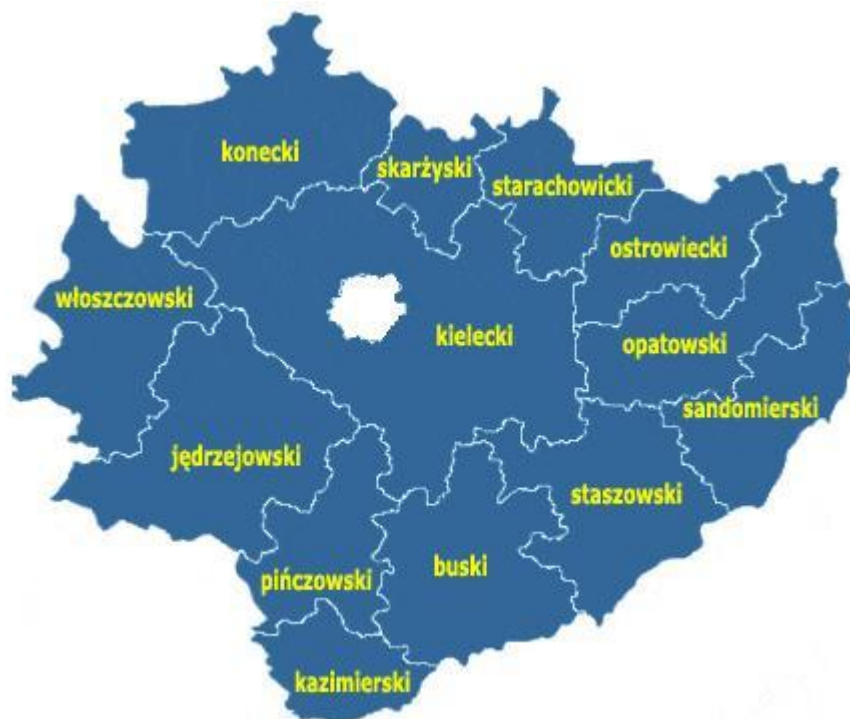 konecki
skarżyski
starachowicki
ostrowiecki
włoszczowski
kielecki
opatowski
sandomierski
jędrzejowski
staszowski
pińczowski
buski
kazimierski